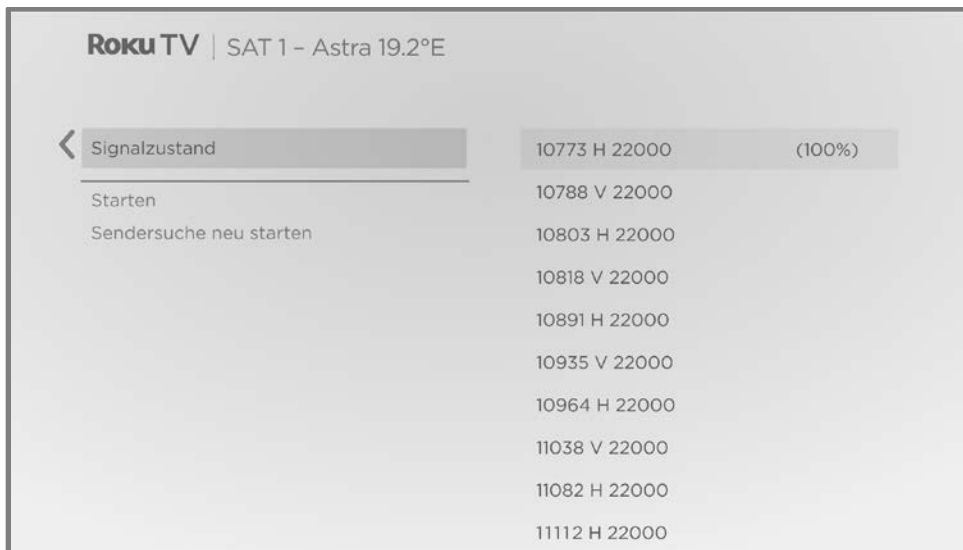 Roku TV | SAT 1 – Astra 19.2°E
Signalzustand
Starten
Sendersuche neu starten
10773 H 22000 (100%)
10788 V 22000
10803 H 22000
10818 V 22000
10891 H 22000
10935 V 22000
10964 H 22000
11038 V 22000
11082 H 22000
11112 H 22000